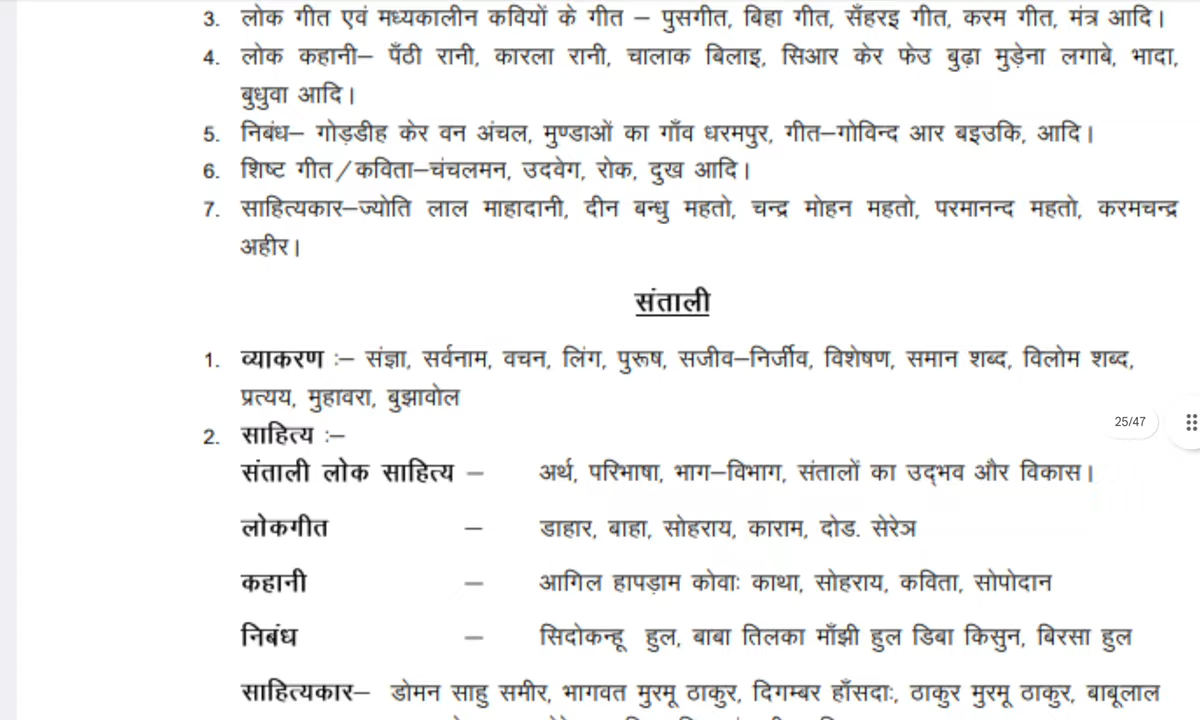 3. लोक गीत एवं मध्यकालीन कवियों के गीत – पुसगीत, बिहा गीत, सँहरइ गीत, करम गीत, मंत्र आदि।
4. लोक कहानी– पँठी रानी, कारला रानी, चालाक बिलाइ, सिआर केर फेउ बुढ़ा मुड़ेना लगाबे, भादा,
बुधुवा आदि।
5. निबंध– गोड़डीह केर वन अंचल, मुण्डाओं का गाँव धरमपुर, गीत–गोविन्द आर बइउकि, आदि।
6. शिष्ट गीत/कविता–चंचलमन, उदवेग, रोक, दुख आदि।
7. साहित्यकार–ज्योति लाल माहादानी, दीन बन्धु महतो, चन्द्र मोहन महतो, परमानन्द महतो, करमचन्द्र
अहीर।
संताली
1. व्याकरण :– संज्ञा, सर्वनाम, वचन, लिंग, पुरूष, सजीव–निर्जीव, विशेषण, समान शब्द, विलोम शब्द,
प्रत्यय, मुहावरा, बुझावोल
25/47
2. साहित्य :–
संताली लोक साहित्य – अर्थ, परिभाषा, भाग–विभाग, संतालों का उद्भव और विकास।
लोकगीत – डाहार, बाहा, सोहराय, काराम, दोड. सेरेञ
कहानी – आगिल हापड़ाम कोवाः काथा, सोहराय, कविता, सोपोदान
निबंध – सिदोकन्हू हुल, बाबा तिलका माँझी हुल डिबा किसुन, बिरसा हुल
साहित्यकार– डोमन साहु समीर, भागवत मुरमू ठाकुर, दिगम्बर हाँसदाः, ठाकुर मुरमू ठाकुर, बाबूलाल